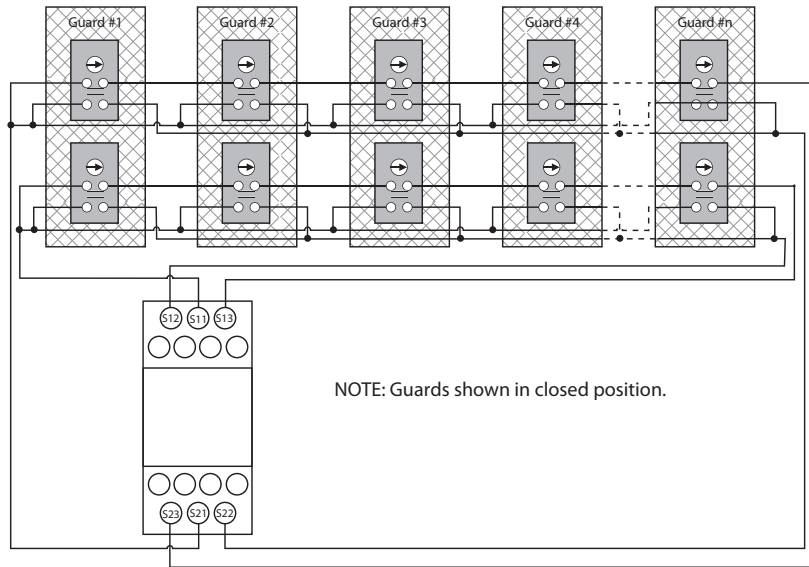 Guard #1 Guard #2 Guard #3 Guard #4 Guard #n
S12 S11 S13
NOTE: Guards shown in closed position.
S23 S21 S22